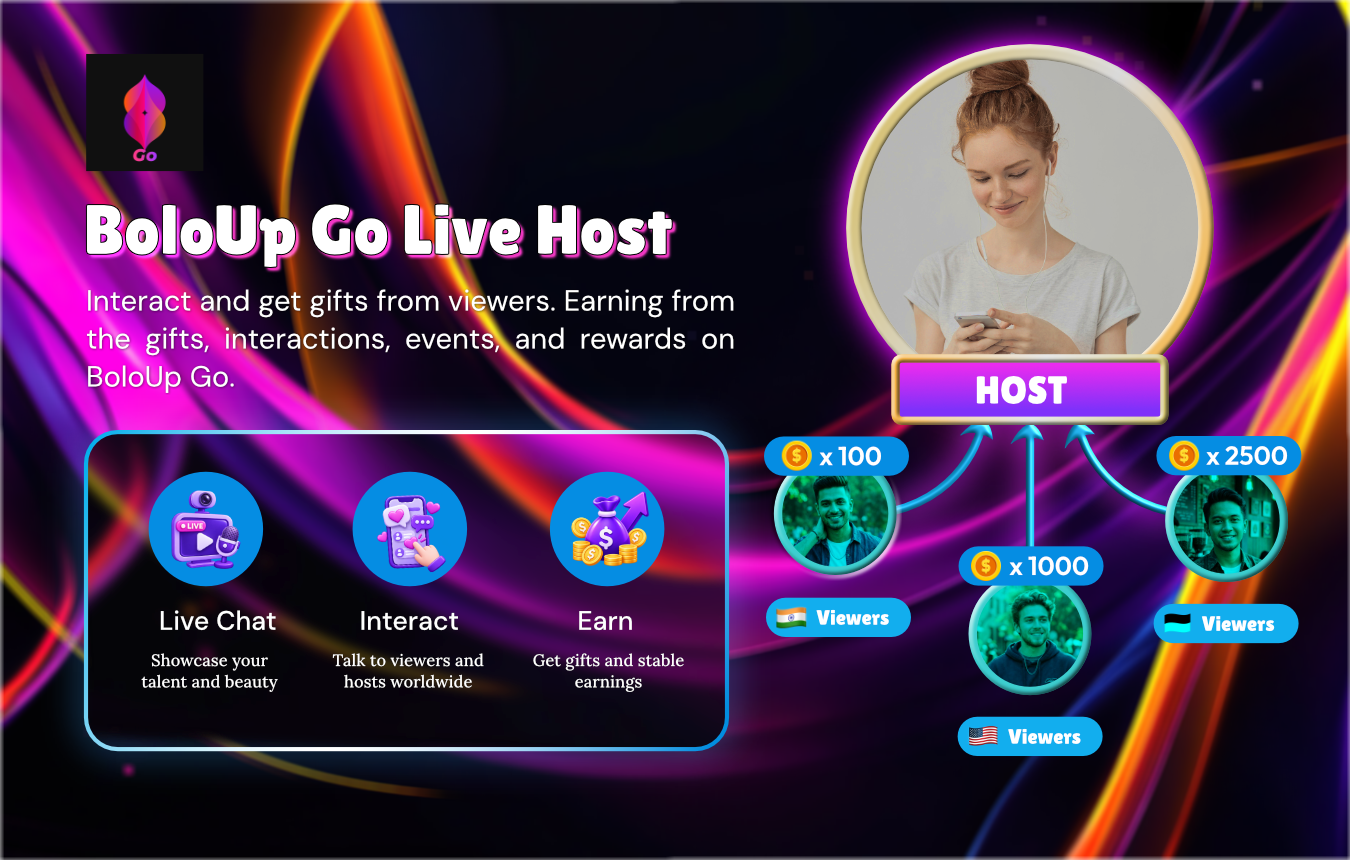 Go
BoloUp Go Live Host
Interact and get gifts from viewers. Earning from
the gifts, interactions, events, and rewards on
BoloUp Go.
LIVE
Live Chat
Showcase your
talent and beauty
Interact
Talk to viewers and
hosts worldwide
Earn
Get gifts and stable
earnings
HOST
x 100
x 2500
x 1000
Viewers
Viewers
Viewers